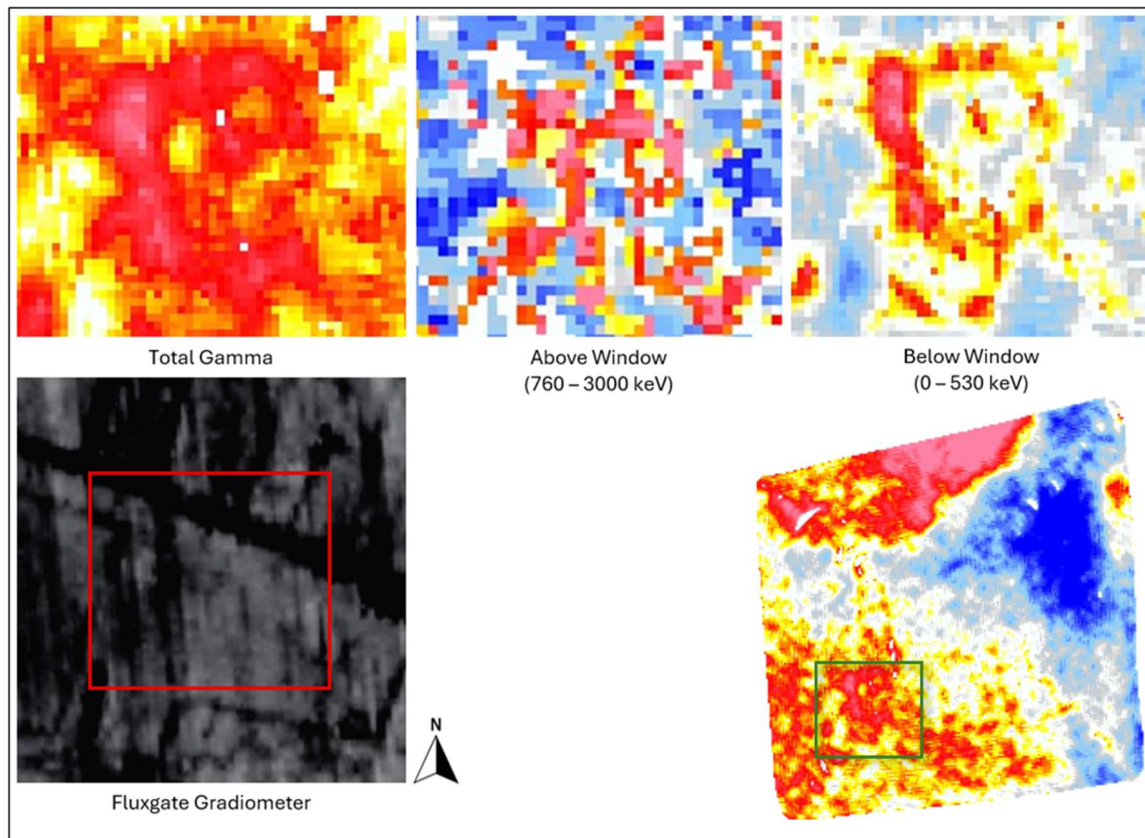 Total Gamma
Above Window
(760 – 3000 keV)
Below Window
(0 – 530 keV)
N
Fluxgate Gradiometer